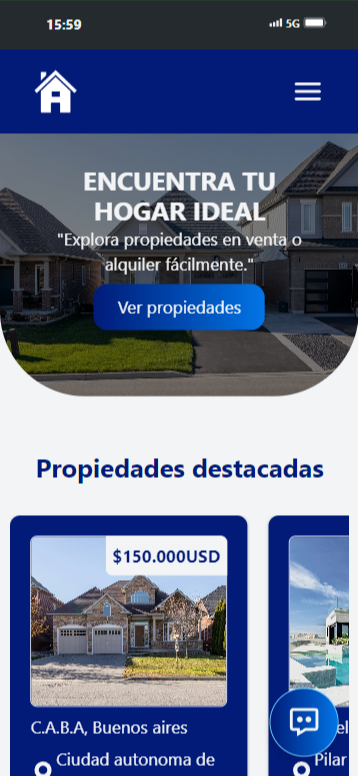 15:59
5G
ENCUENTRA TU
HOGAR IDEAL
"Explora propiedades en venta o
alquiler fácilmente."
Ver propiedades
Propiedades destacadas
$150.000USD
C.A.B.A, Buenos aires
Ciudad autonoma de
Pilar